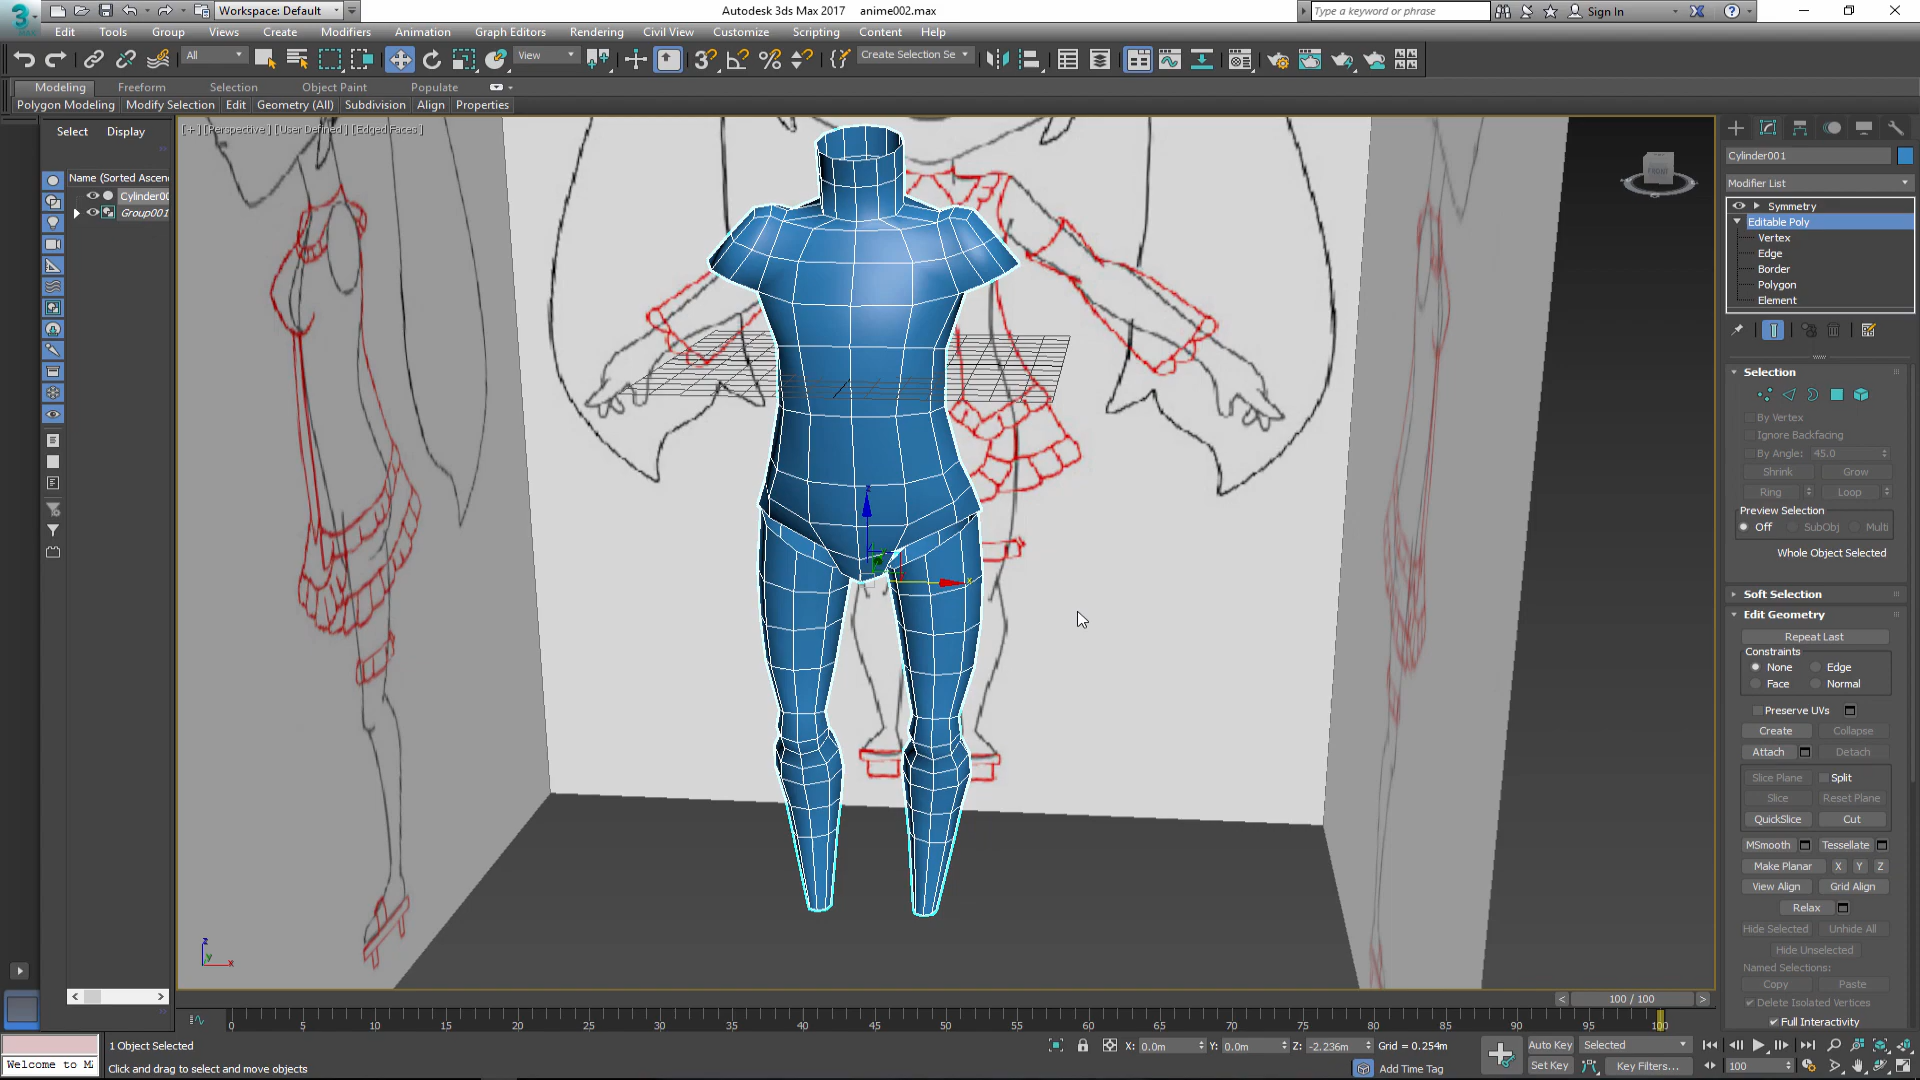 Workspace: Default
Autodesk 3ds Max 2017    anime002.max
Type a keyword or phrase
Sign In
MAX
Edit Tools Group Views Create Modifiers Animation Graph Editors Rendering Civil View Customize Scripting Content Help
All
View
Create Selection Se
Modeling Freeform Selection Object Paint Populate
Polygon Modeling Modify Selection Edit Geometry (All) Subdivision Align Properties
Select Display
[+] [Perspective] [User Defined] [Edged Faces]
Name (Sorted Ascen
Cylinder00
Group001
FRONT
Cylinder001
Modifier List
Symmetry
Editable Poly
Vertex
Edge
Border
Polygon
Element
Selection
By Vertex
Ignore Backfacing
By Angle: 45.0
Shrink Grow
Ring Loop
Preview Selection
Off SubObj Multi
Whole Object Selected
Soft Selection
Edit Geometry
Repeat Last
Constraints
None Edge
Face Normal
Preserve UVs
Create Collapse
Attach Detach
Slice Plane Split
Slice Reset Plane
QuickSlice Cut
MSmooth Tessellate
Make Planar X Y Z
View Align Grid Align
Relax
Hide Selected Unhide All
Hide Unselected
Named Selections:
Copy Paste
Delete Isolated Vertices
Full Interactivity
z
y
x
x
z
< 100 / 100 >
0 5 10 15 20 25 30 35 40 45 50 55 60 65 70 75 80 85 90 95 100
1 Object Selected
X: 0.0m Y: 0.0m Z: -2.236m Grid = 0.254m
Auto Key Selected
Welcome to M
Click and drag to select and move objects
Add Time Tag
Set Key Key Filters...
100